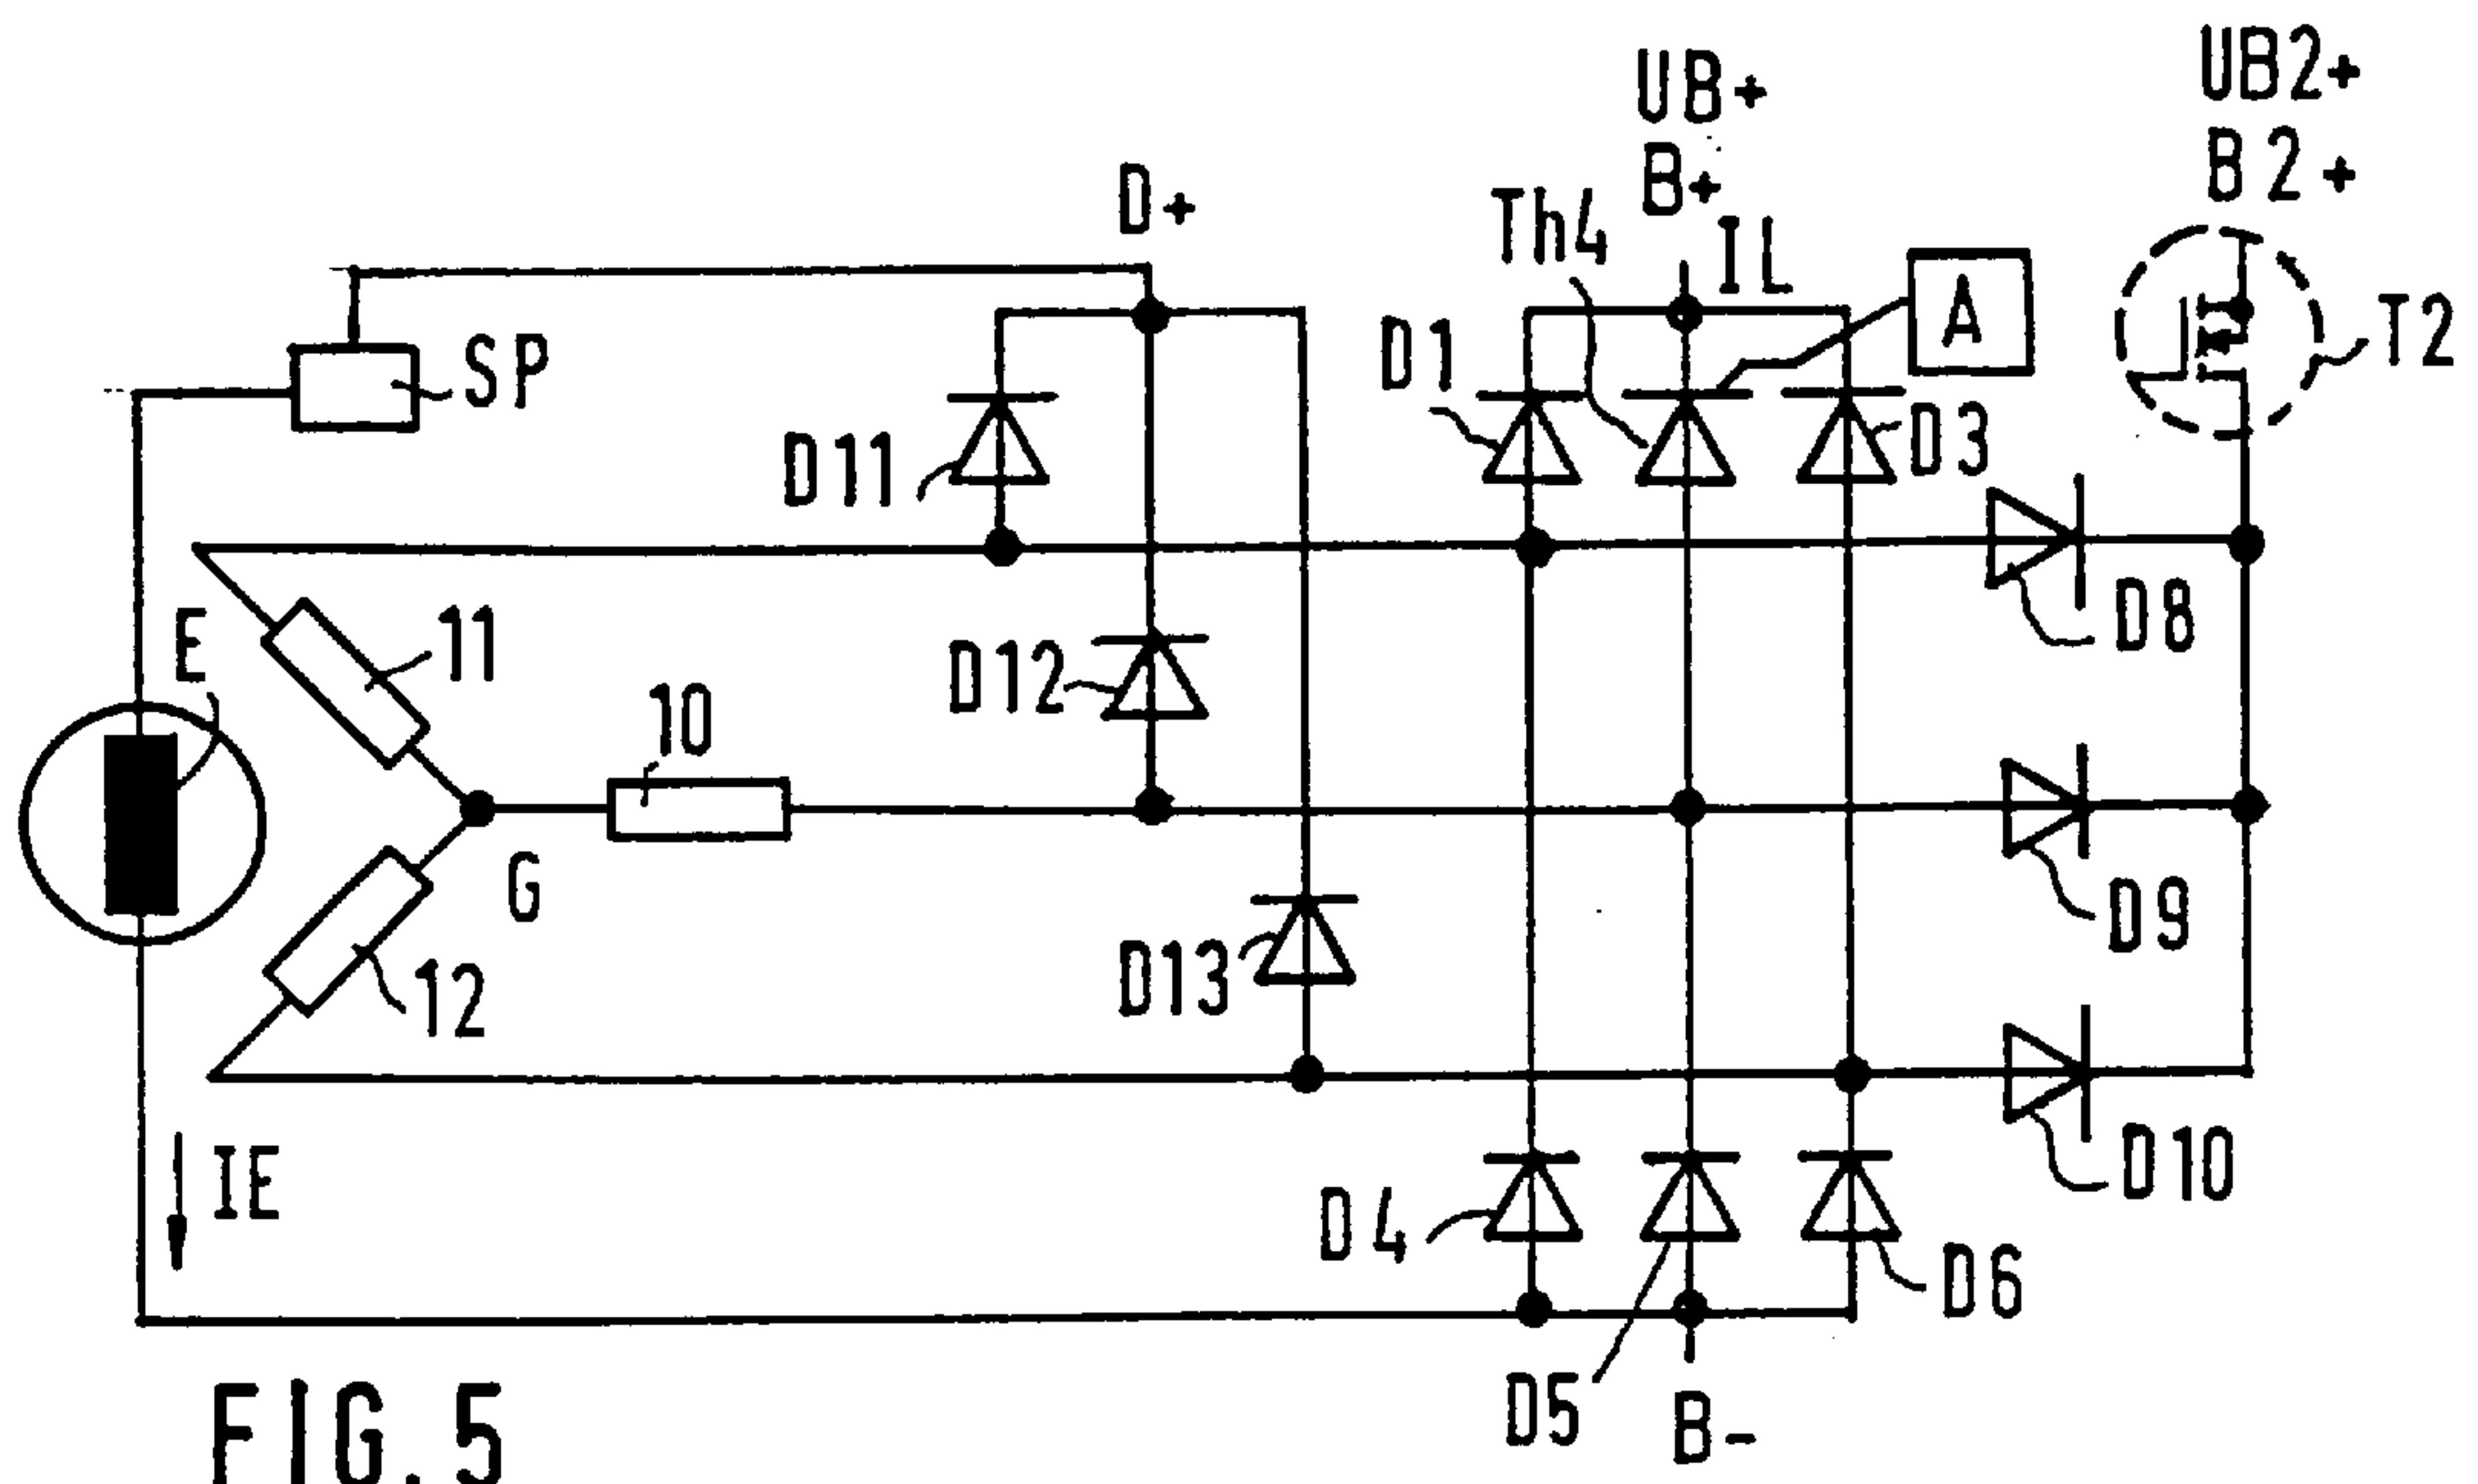 UB2+
UB+
B2+
B+
D+
Th4
IL
A
T2
D1
SP
D3
D11
D8
E
11
D12
10
G
D9
D13
12
D10
IE
D4
D6
D5
B-
FIG.5